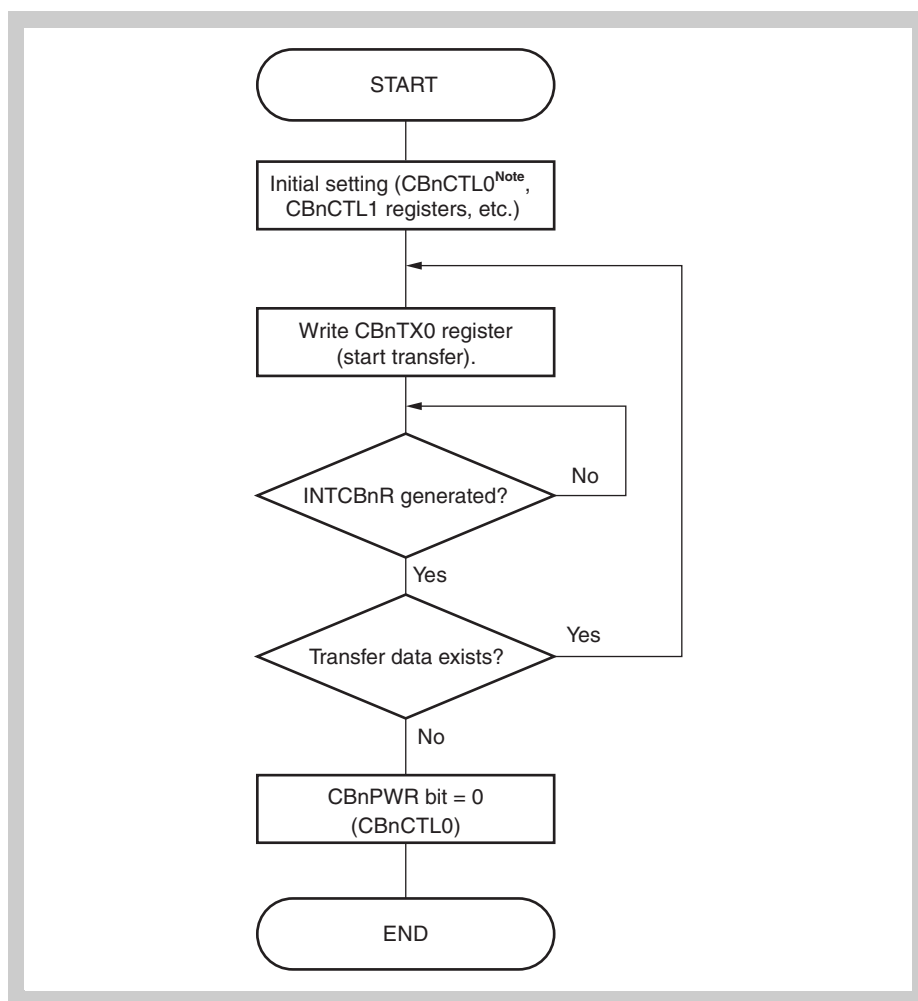 START
Initial setting (CBnCTL0Note,
CBnCTL1 registers, etc.)
Write CBnTX0 register
(start transfer).
No
INTCBnR generated?
Yes
Yes
Transfer data exists?
No
CBnPWR bit = 0
(CBnCTL0)
END